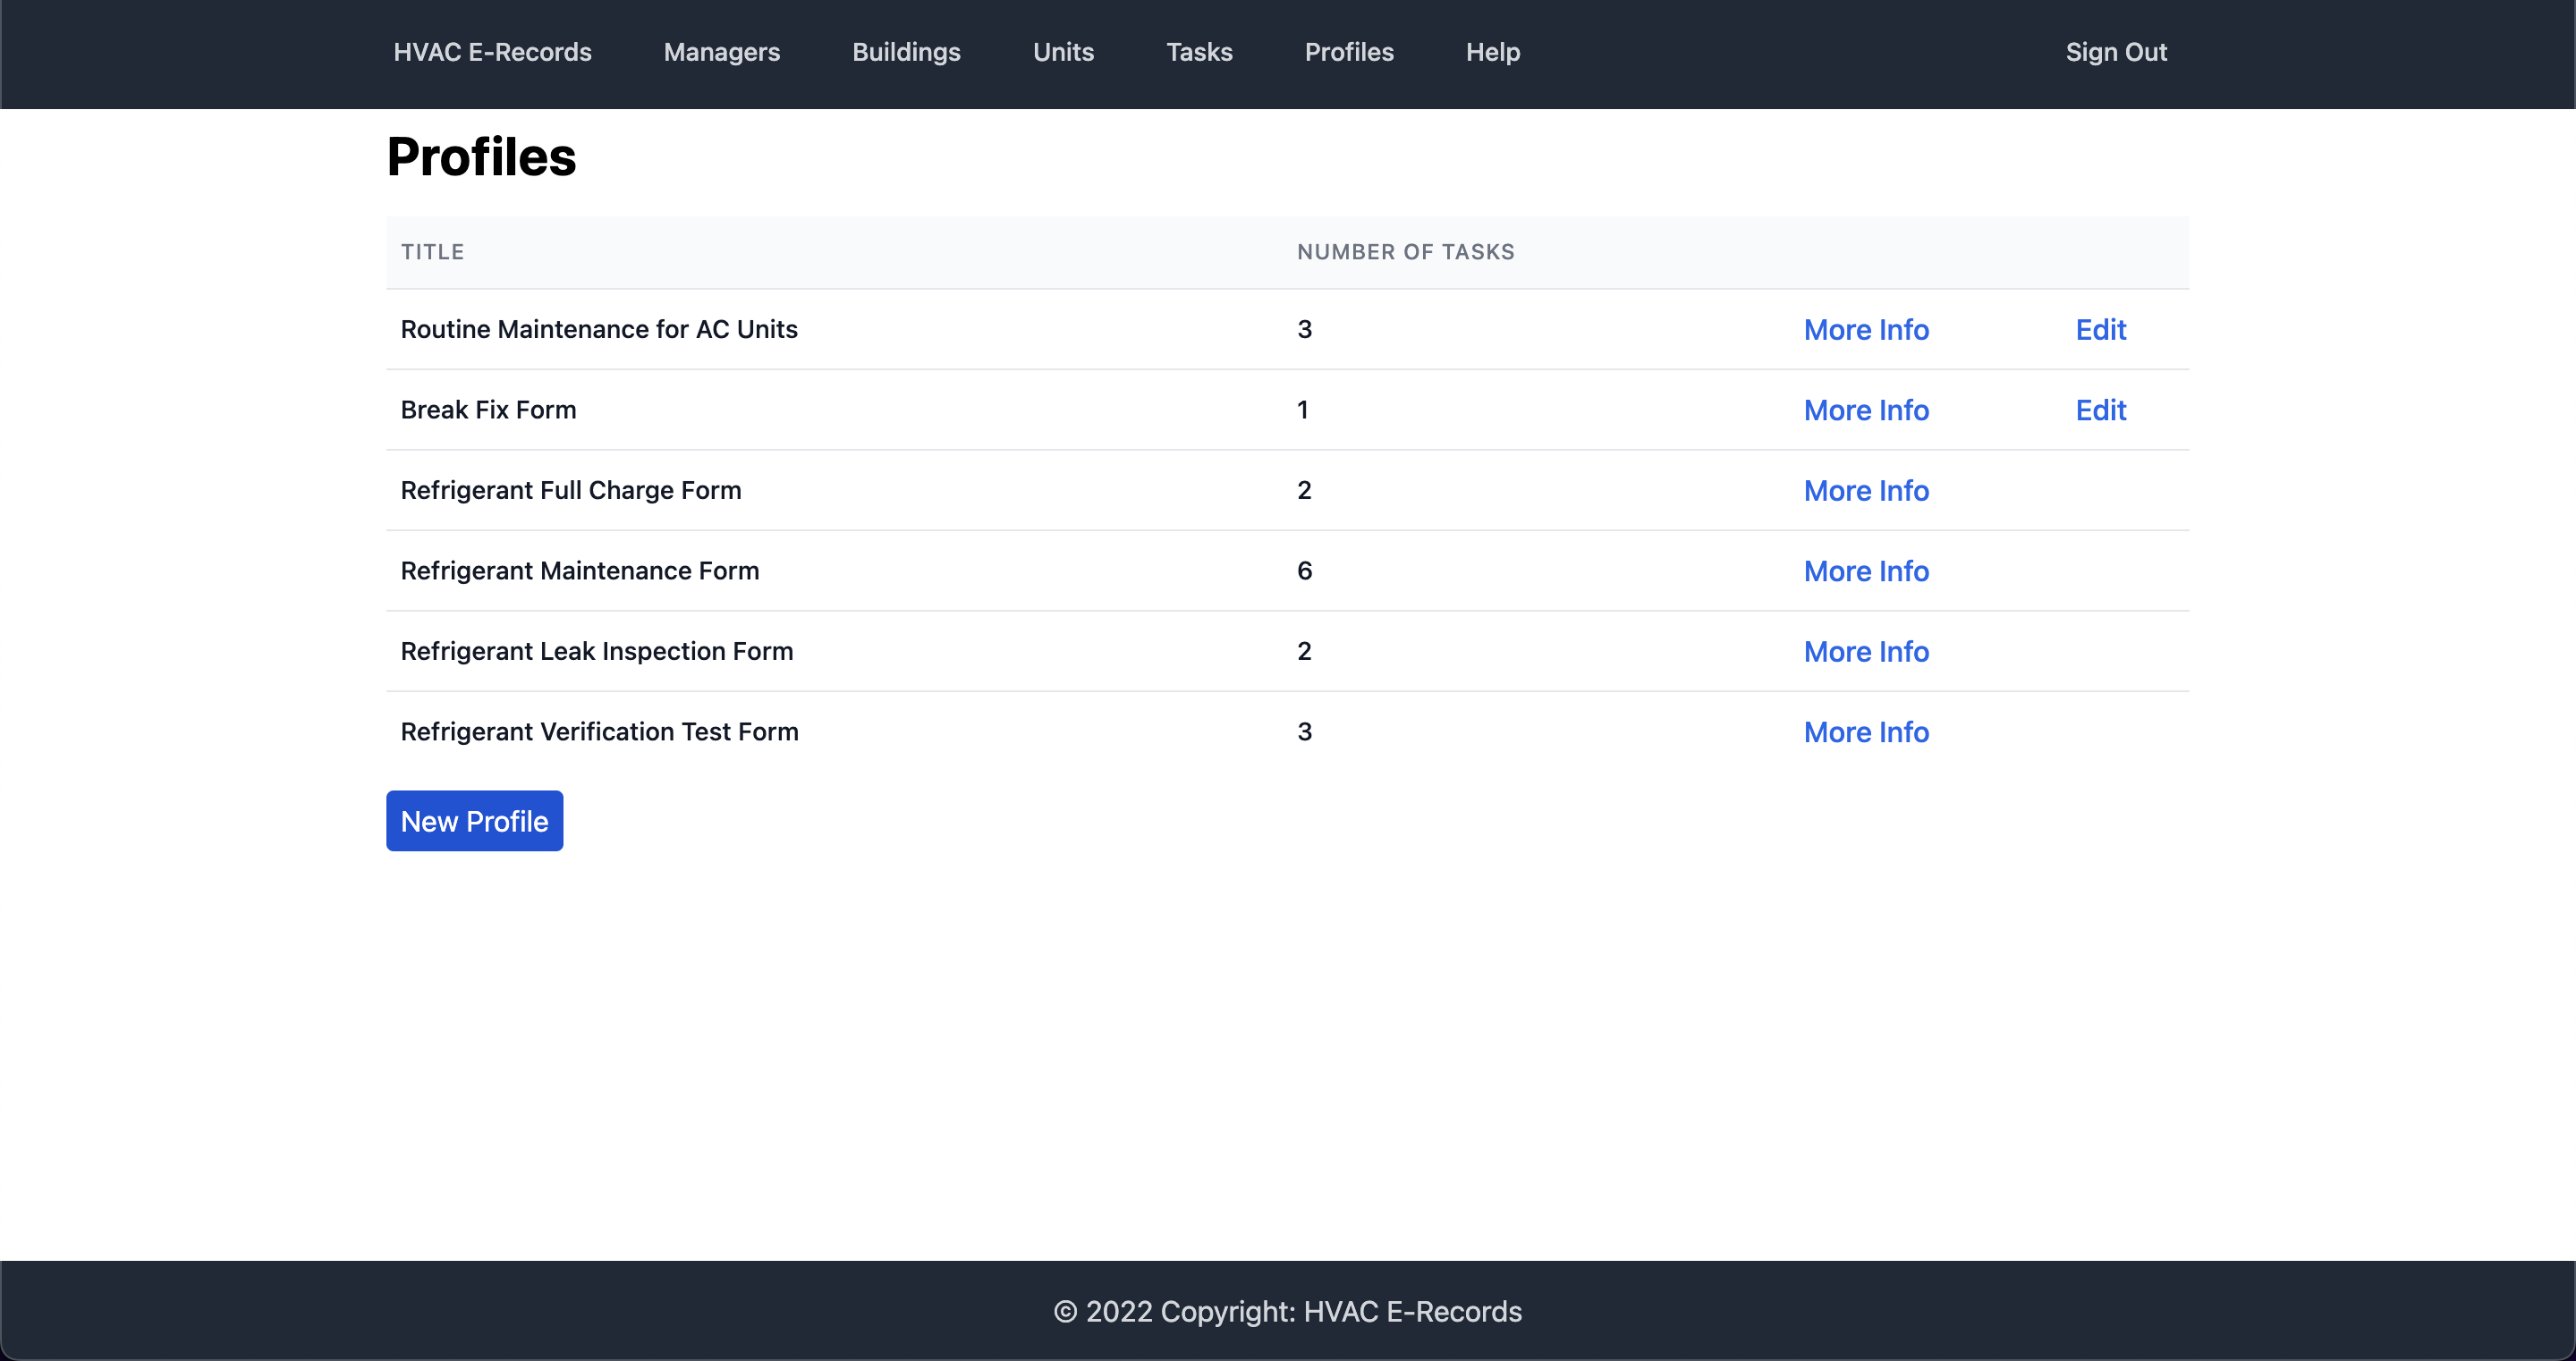 HVAC E-Records Managers Buildings Units Tasks Profiles Help Sign Out
Profiles
TITLE NUMBER OF TASKS
Routine Maintenance for AC Units 3 More Info Edit
Break Fix Form 1 More Info Edit
Refrigerant Full Charge Form 2 More Info
Refrigerant Maintenance Form 6 More Info
Refrigerant Leak Inspection Form 2 More Info
Refrigerant Verification Test Form 3 More Info
New Profile
© 2022 Copyright: HVAC E-Records